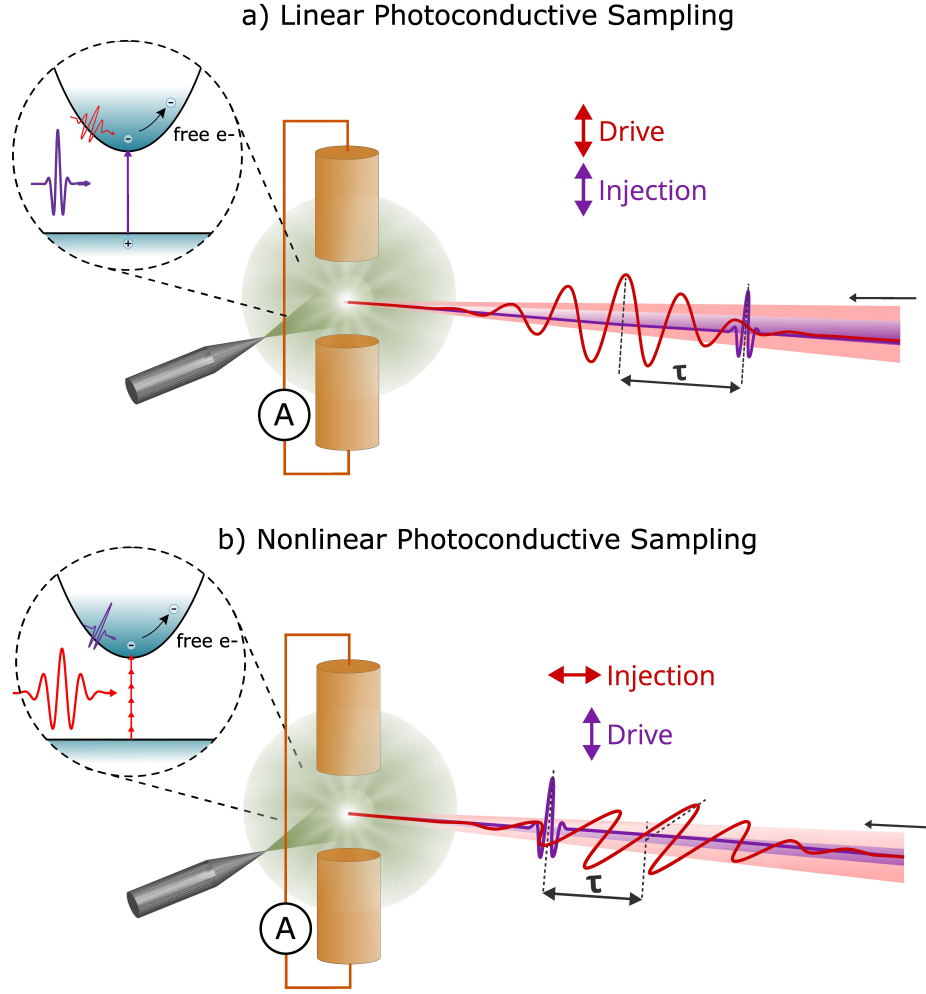 a) Linear Photoconductive Sampling
free e-
Drive
Injection
τ
A
b) Nonlinear Photoconductive Sampling
free e-
Injection
Drive
τ
A